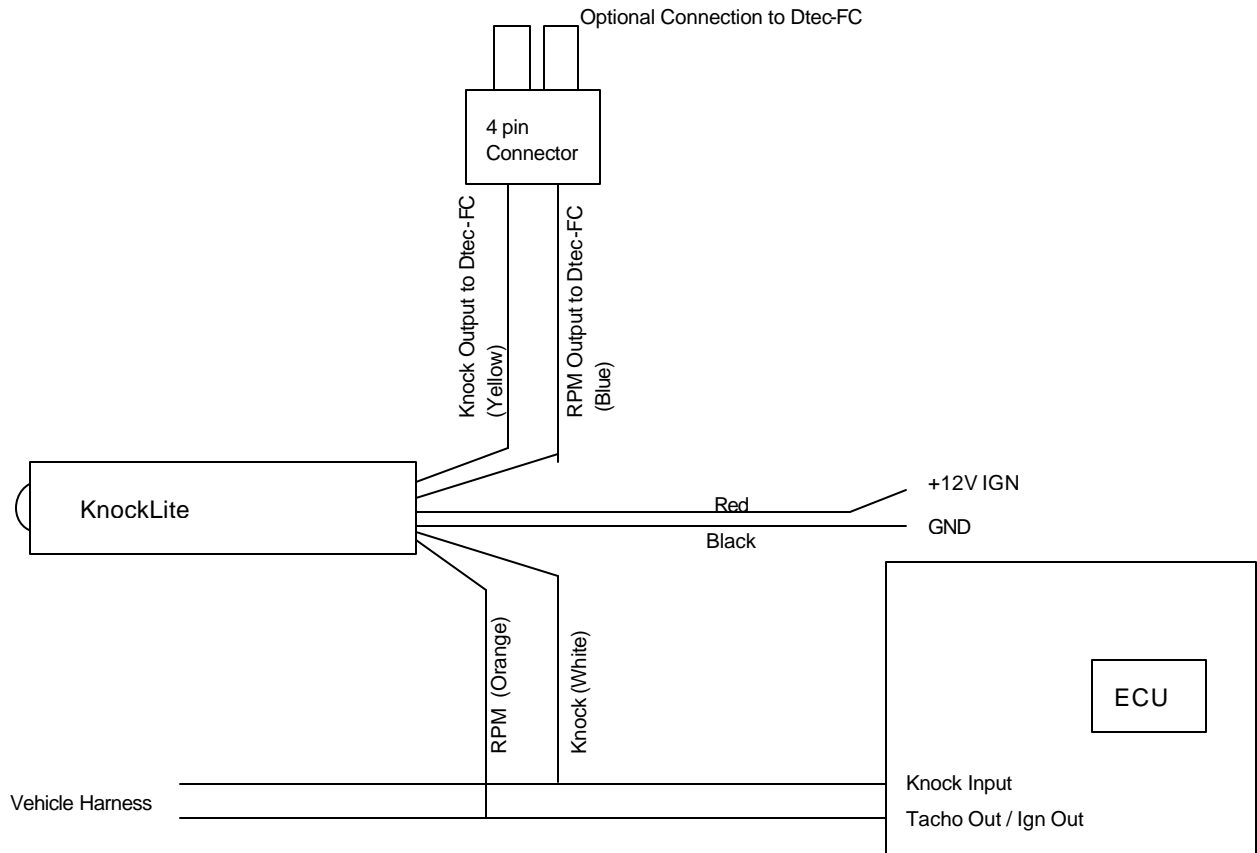 Optional Connection to Dtec-FC
4 pin
Connector
Knock Output to Dtec-FC
(Yellow)
RPM Output to Dtec-FC
(Blue)
KnockLite
Red
+12V IGN
Black
GND
RPM (Orange)
Knock (White)
ECU
Vehicle Harness
Knock Input
Tacho Out / Ign Out